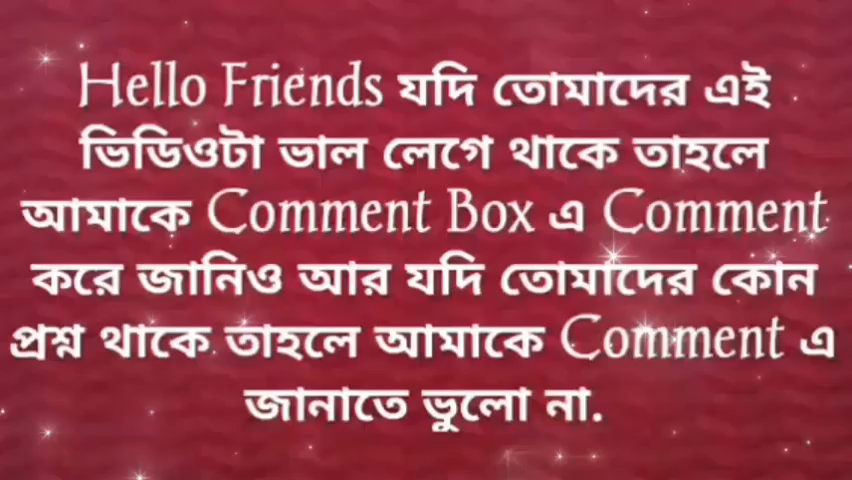 Hello Friends যদি তোমাদের এই
ভিডিওটা ভাল লেগে থাকে তাহলে
আমাকে Comment Box এ Comment
করে জানিও আর যদি তোমাদের কোন
প্রশ্ন থাকে তাহলে আমাকে Comment এ
জানাতে ভুলো না.